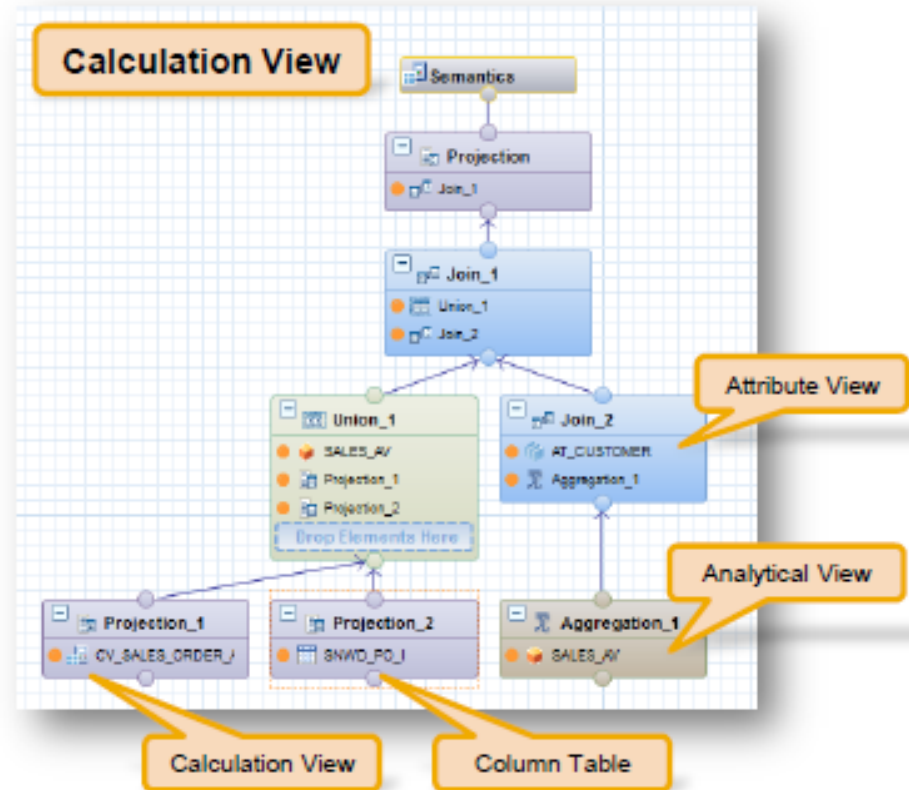 Calculation View
Semantics
Projection
Join_1
Join_1
Union_1
Join_2
Attribute View
Union_1
SALES_AV
Projection_1
Projection_2
Drop Elements Here
Join_2
AT_CUSTOMER
Aggregation_1
Analytical View
Projection_1
CV_SALES_ORDER_
Projection_2
SNWD_PO_I
Aggregation_1
SALES_AV
Calculation View
Column Table